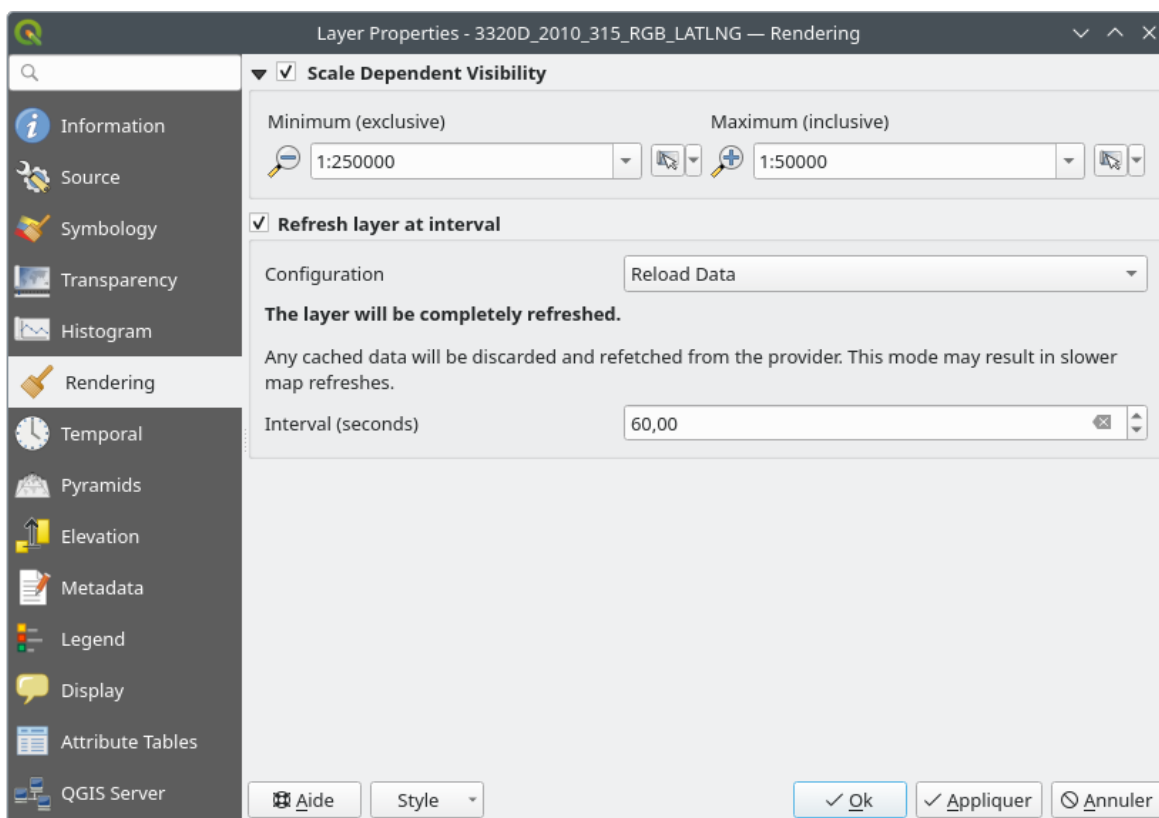 Layer Properties - 3320D_2010_315_RGB_LATLNG — Rendering
Information
Source
Symbology
Transparency
Histogram
Rendering
Temporal
Pyramids
Elevation
Metadata
Legend
Display
Attribute Tables
QGIS Server
Scale Dependent Visibility
Minimum (exclusive)
Maximum (inclusive)
1:250000
1:50000
Refresh layer at interval
Configuration
Reload Data
The layer will be completely refreshed.
Any cached data will be discarded and refetched from the provider. This mode may result in slower
map refreshes.
Interval (seconds)
60,00
Aide
Style
Ok
Appliquer
Annuler